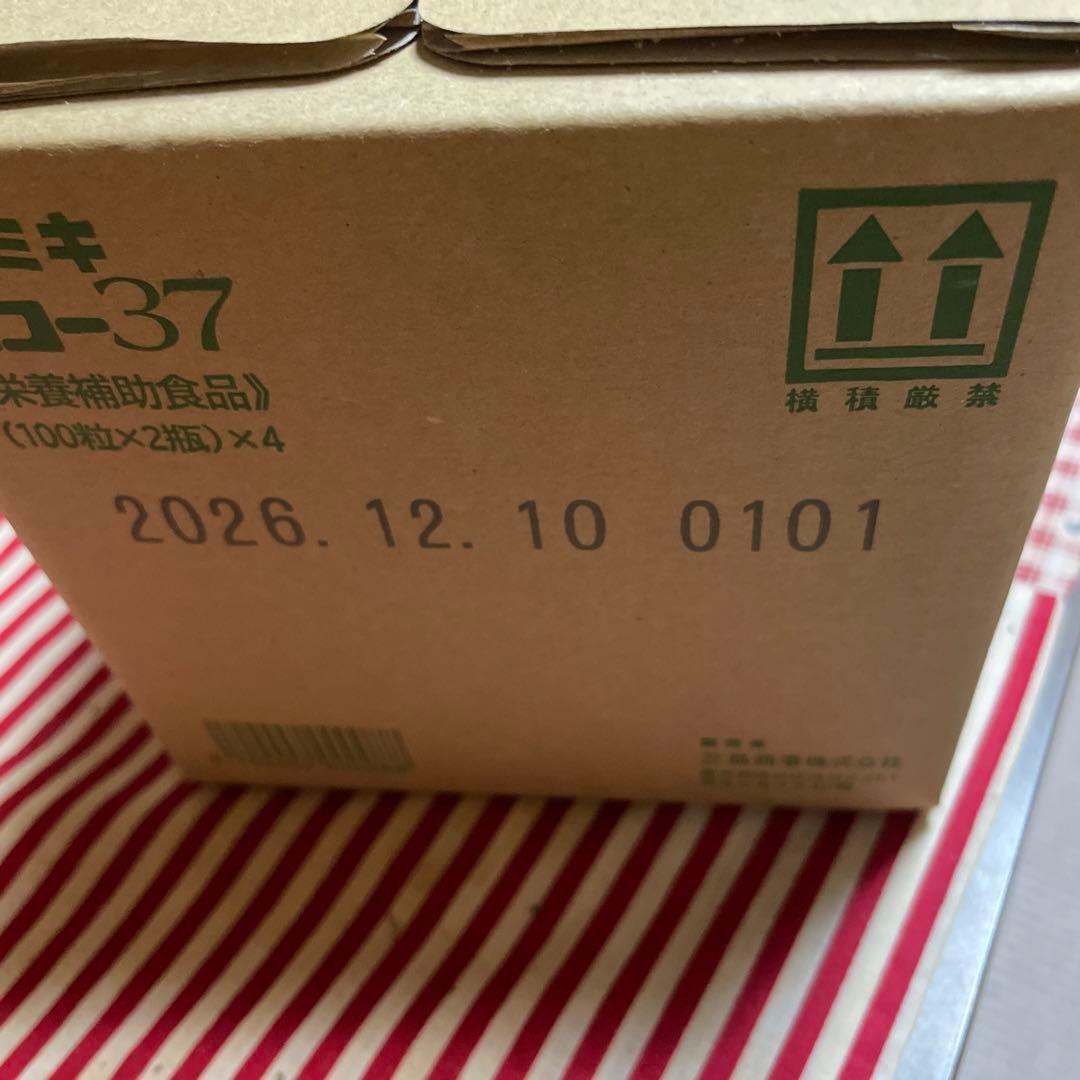 ミキ
コー37
栄養補助食品》
(100粒×2瓶)×4
横積厳禁
2026.12.10 0101